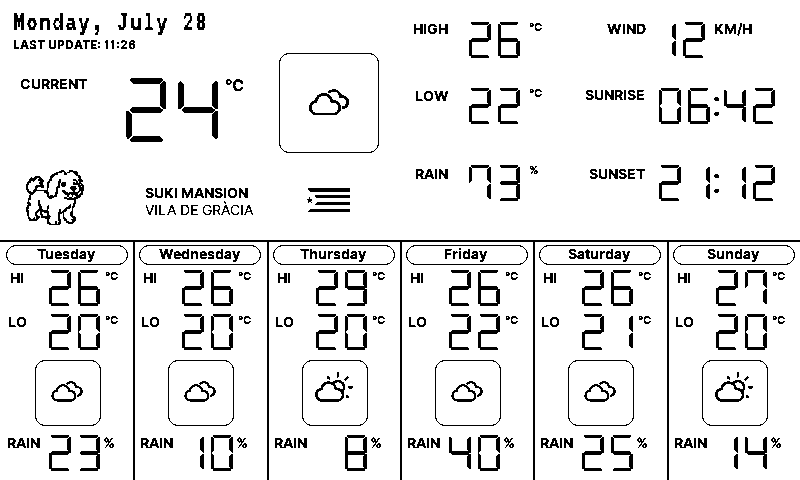 Monday, July 28
LAST UPDATE: 11:26
CURRENT 24 °C
HIGH 26 °C
WIND 12 KM/H
LOW 22 °C
SUNRISE 06:42
RAIN 73 %
SUNSET 21:12
SUKI MANSION
VILA DE GRÀCIA
Tuesday
HI 26 °C
LO 20 °C
RAIN 23 %
Wednesday
HI 26 °C
LO 20 °C
RAIN 10 %
Thursday
HI 29 °C
LO 20 °C
RAIN 8 %
Friday
HI 26 °C
LO 22 °C
RAIN 40 %
Saturday
HI 26 °C
LO 21 °C
RAIN 25 %
Sunday
HI 27 °C
LO 20 °C
RAIN 14 %